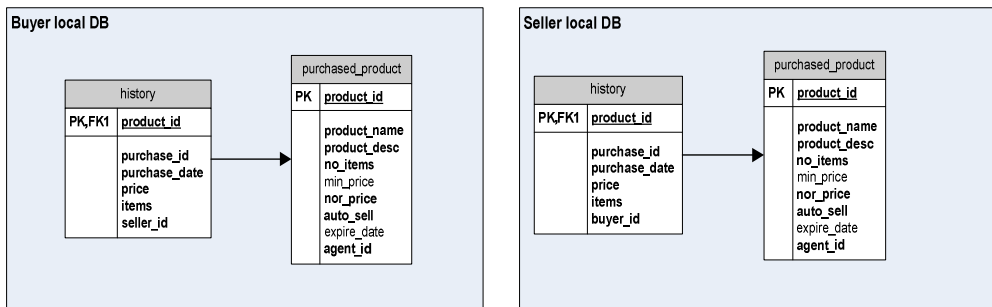 Buyer local DB
history
PK,FK1 product_id
purchase_id
purchase_date
price
items
seller_id
purchased_product
PK product_id
product_name
product_desc
no_items
min_price
nor_price
auto_sell
expire_date
agent_id
Seller local DB
history
PK,FK1 product_id
purchase_id
purchase_date
price
items
buyer_id
purchased_product
PK product_id
product_name
product_desc
no_items
min_price
nor_price
auto_sell
expire_date
agent_id